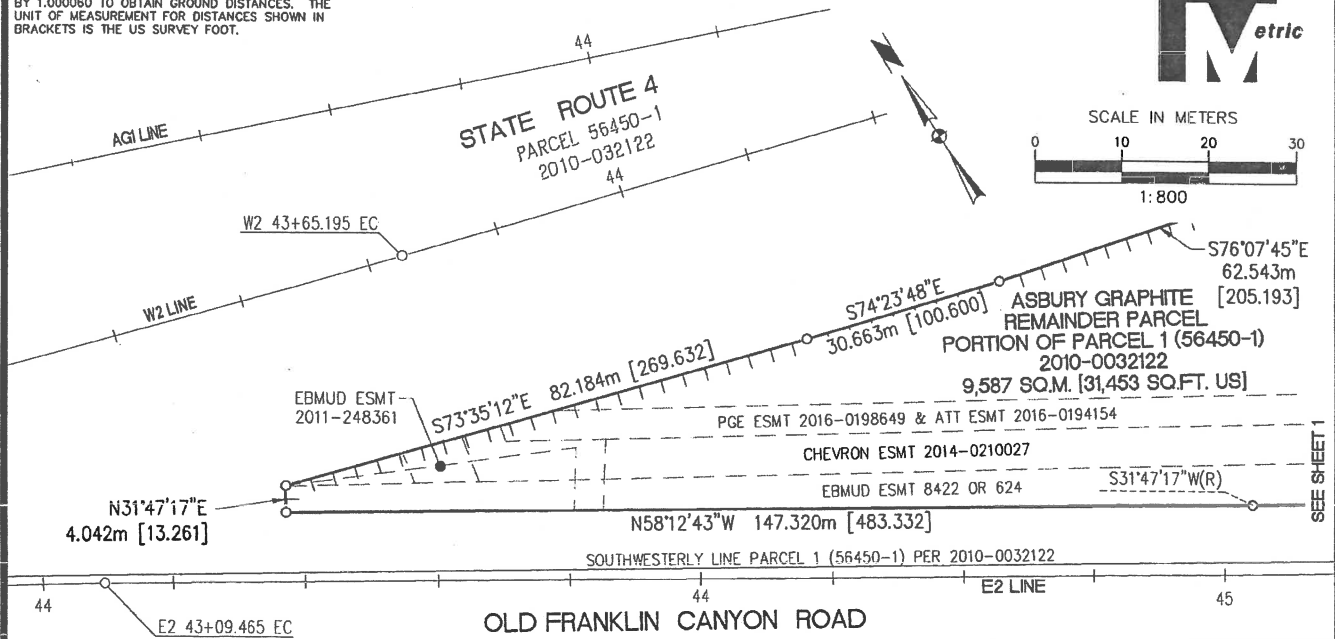 BY 1.000060 TO OBTAIN GROUND DISTANCES. THE
UNIT OF MEASUREMENT FOR DISTANCES SHOWN IN
BRACKETS IS THE US SURVEY FOOT.
etric
SCALE IN METERS
0 10 20 30
1:800
44
AGI LINE
STATE ROUTE 4
PARCEL 56450-1
2010-032122
44
W2 43+65.195 EC
W2 LINE
S76°07'45"E
62.543m
[205.193]
S74°23'48"E
30.663m [100.600]
ASBURY GRAPHITE
REMAINDER PARCEL
PORTION OF PARCEL 1 (56450-1)
2010-0032122
9,587 SQ.M. [31,453 SQ.FT. US]
S73°35'12"E 82.184m [269.632]
EBMUD ESMT
2011-248361
PGE ESMT 2016-0198649 & ATT ESMT 2016-0194154
CHEVRON ESMT 2014-0210027
EBMUD ESMT 8422 OR 624
S31°47'17"W(R)
SEE SHEET 1
N31°47'17"E
4.042m [13.261]
N58°12'43"W 147.320m [483.332]
SOUTHWESTERLY LINE PARCEL 1 (56450-1) PER 2010-0032122
E2 LINE
44 44 45
E2 43+09.465 EC
OLD FRANKLIN CANYON ROAD